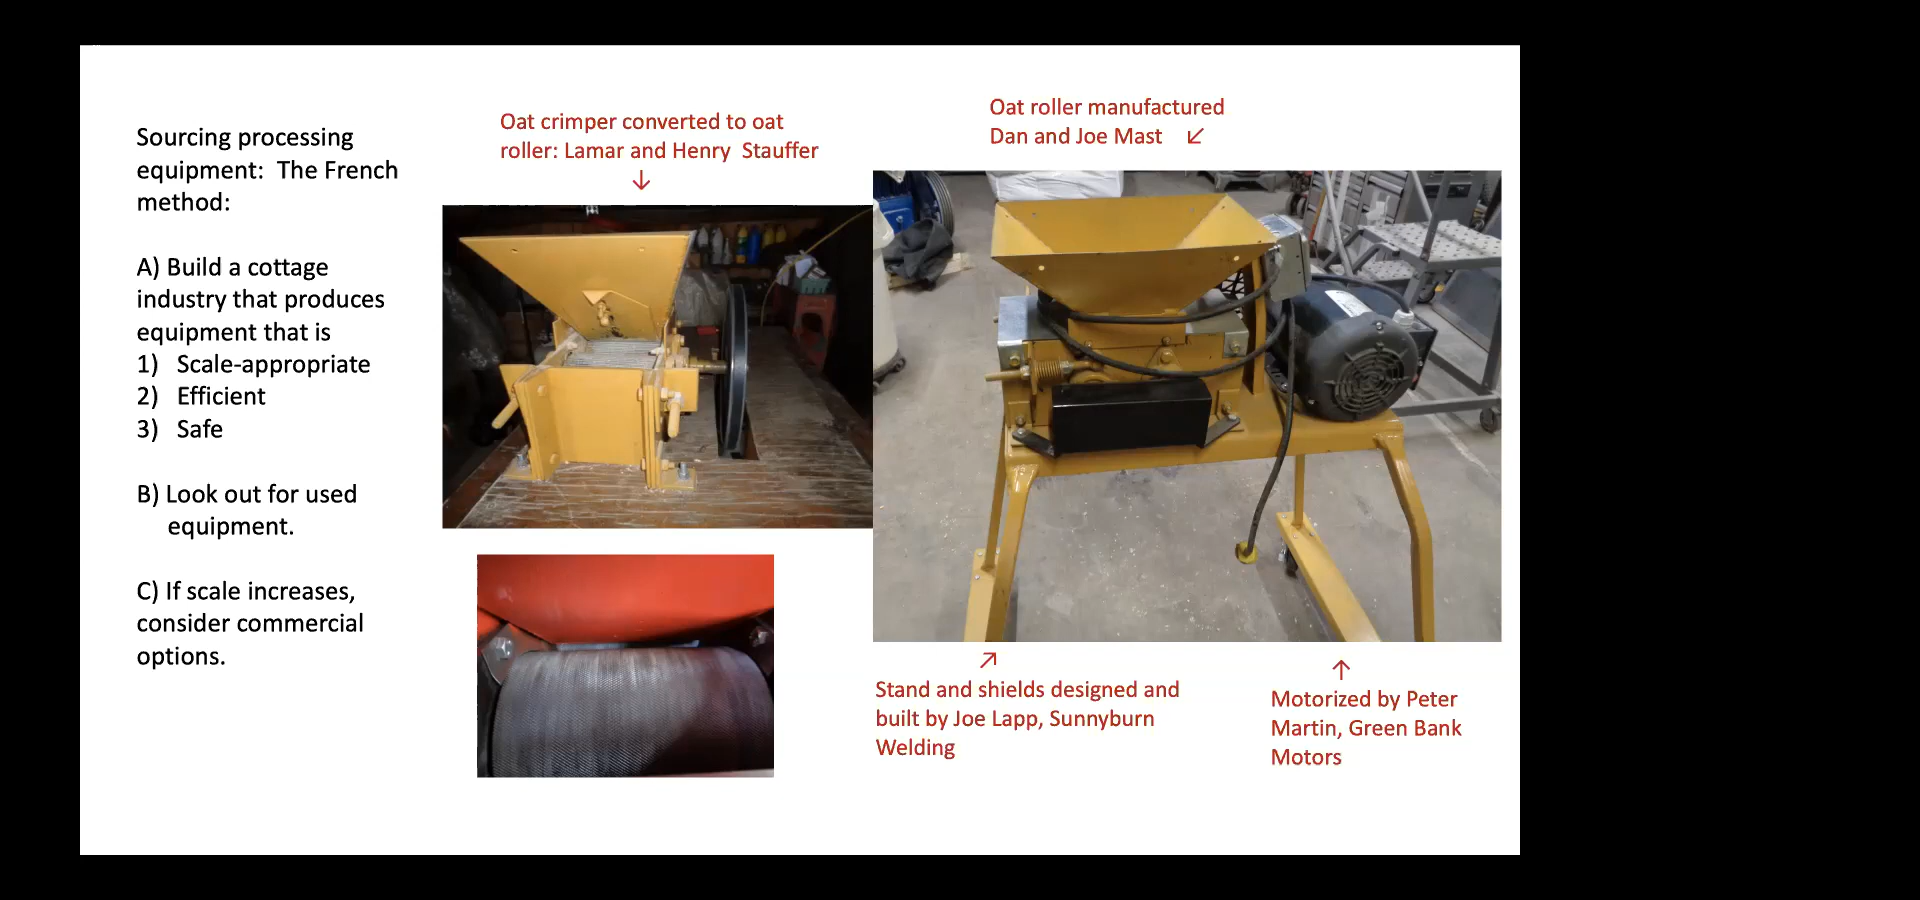 Sourcing processing
equipment:  The French
method:
A) Build a cottage
industry that produces
equipment that is
1)   Scale-appropriate
2)   Efficient
3)   Safe
B) Look out for used
equipment.
C) If scale increases,
consider commercial
options.
Oat crimper converted to oat
roller: Lamar and Henry  Stauffer
↓
Oat roller manufactured
Dan and Joe Mast ↙
↗
Stand and shields designed and
built by Joe Lapp, Sunnyburn
Welding
↑
Motorized by Peter
Martin, Green Bank
Motors